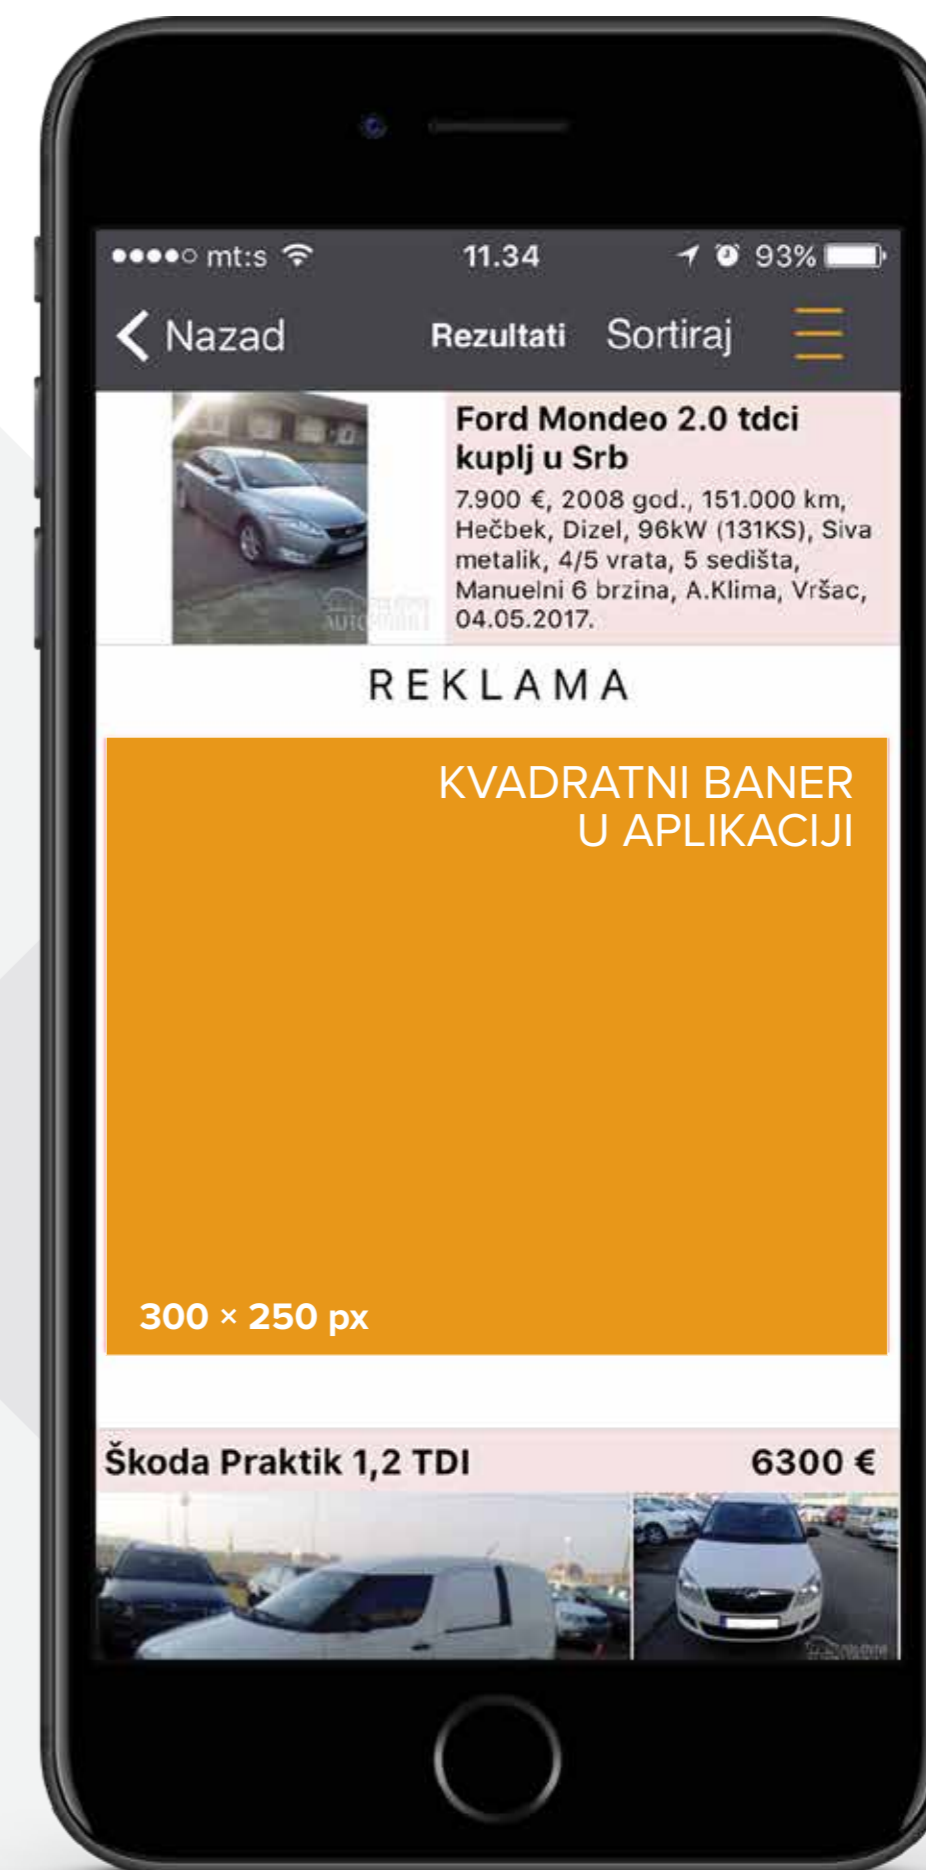 mt:s 11.34 93%
Nazad Rezultati Sortiraj
Ford Mondeo 2.0 tdci
kuplj u Srb
7.900 €, 2008 god., 151.000 km,
Hečbek, Dizel, 96kW (131KS), Siva
metalik, 4/5 vrata, 5 sedišta,
Manuelni 6 brzina, A.Klima, Vršac,
04.05.2017.
REKLAMA
KVADRATNI BANER
U APLIKACIJI
300 × 250 px
Škoda Praktik 1,2 TDI 6300 €